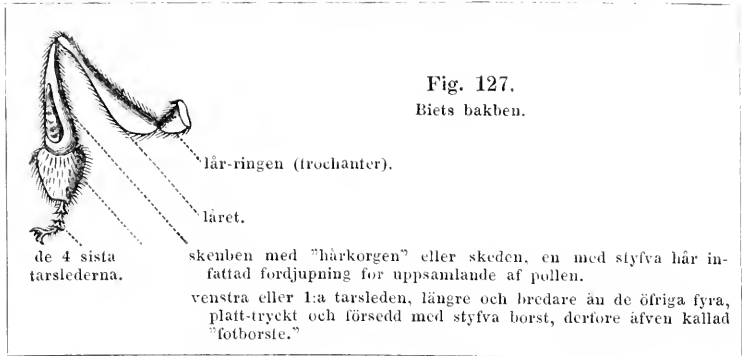 Fig. 127.
Biets bakben.
lår-ringen (trochanter).
låret.
de 4 sista
tarslederna.
skenben med "hårkorgen" eller skeden, en med styfva hår in-
fattad fordjupning for uppsamlande af pollen.
venstra eller 1:a tarsleden, längre och bredare än de öfriga fyra,
platt-tryckt och försedd med styfva borst, derfore äfven kallad
"fotborste."